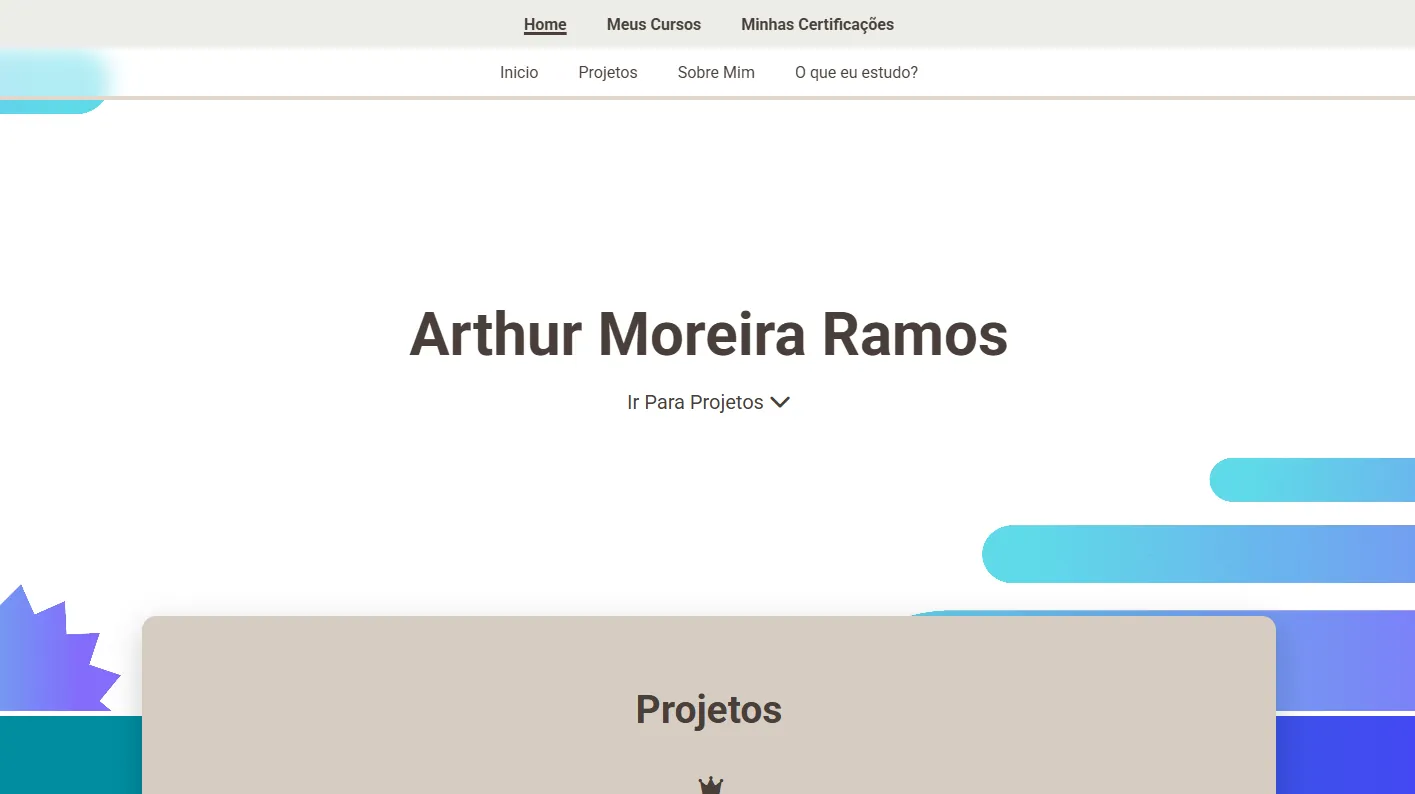 Home Meus Cursos Minhas Certificações
Inicio Projetos Sobre Mim O que eu estudo?
Arthur Moreira Ramos
Ir Para Projetos
Projetos